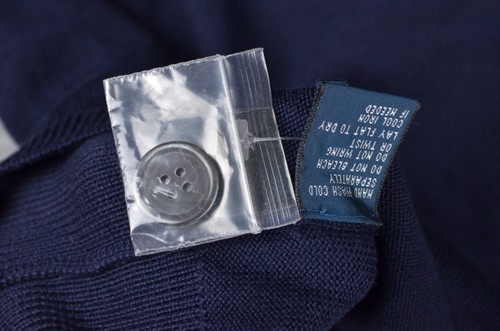 HAND WASH COLD
SEPARATELY
DO NOT BLEACH
DO NOT WRING
OR TWIST
LAY FLAT TO DRY
COOL IRON
IF NEEDED